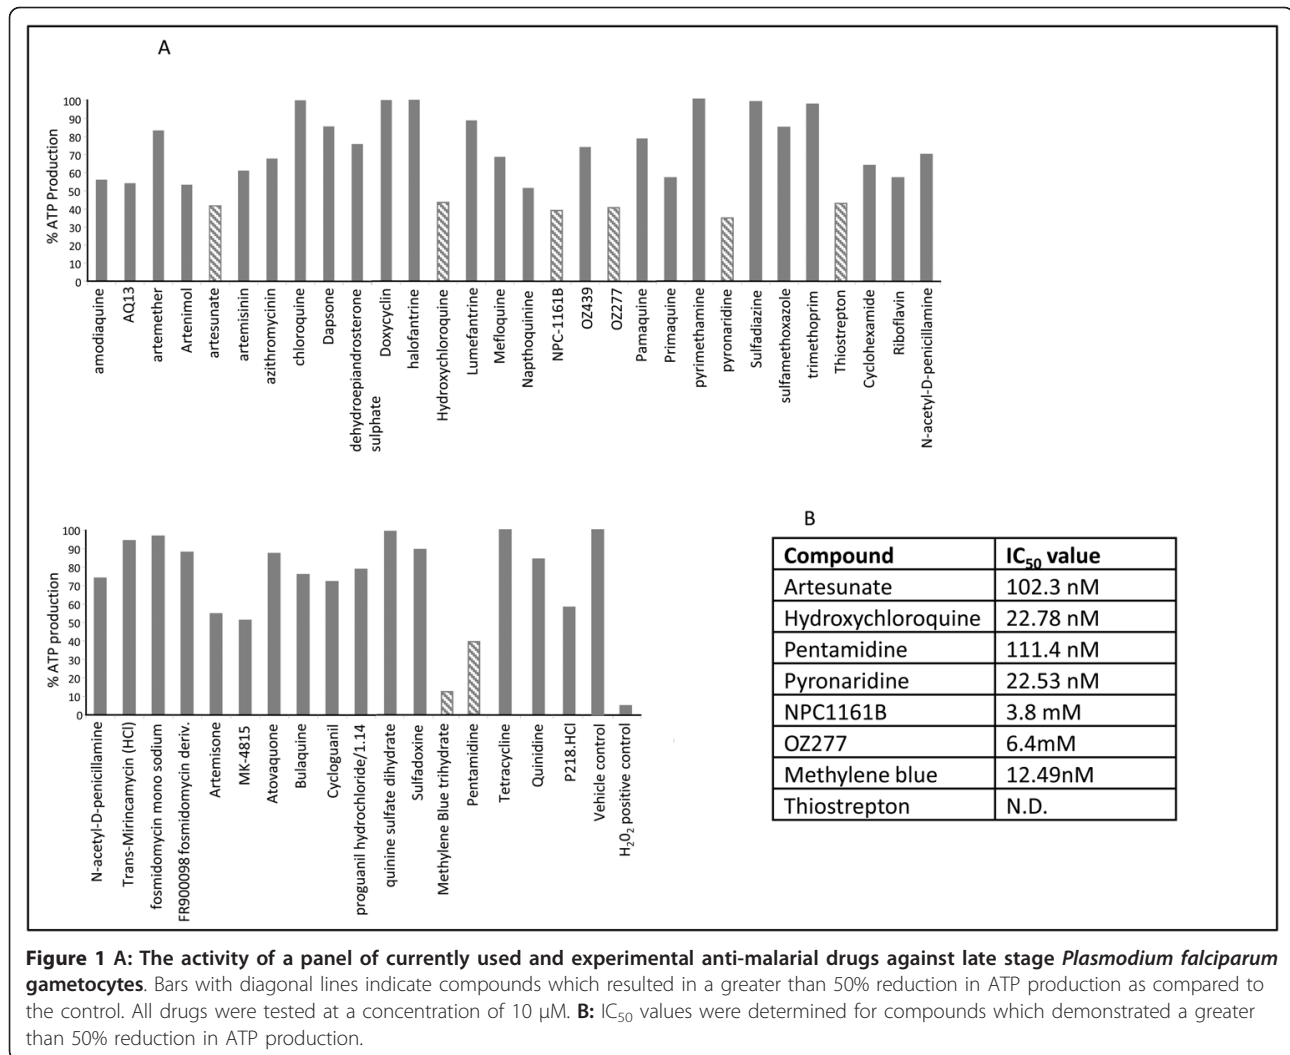 A
100
90
80
70
60
50
40
30
20
10
0
% ATP Production
amodiaquine
AQ13
artemether
Artenimol
artesunate
artemisinin
azithromycin
chloroquine
Dapsone
dehydroepiandrosterone
sulphate
Doxycyclin
halofantrine
Hydroxychloroquine
Lumefantrine
Mefloquine
Napthoquinine
NPC-1161B
OZ439
OZ277
Pamaquine
Primaquine
pyrimethamine
pyronaridine
Sulfadiazine
sulfamethoxazole
trimethoprim
Thiostrepton
Cyclohexamide
Riboflavin
N-acetyl-D-penicillamine
100
90
80
70
60
50
40
30
20
10
0
% ATP production
N-acetyl-D-penicillamine
Trans-Mirincamycin (HCl)
fosmidomycin mono sodium
FR900098 fosmidomycin deriv.
Artemisone
MK-4815
Atovaquone
Bulaquine
Cycloguanil
proguanil hydrochloride/1.14
quinine sulfate dihydrate
Sulfadoxine
Methylene Blue trihydrate
Pentamidine
Tetracycline
Quinidine
P218.HCl
Vehicle control
H₂0₂ positive control
B
Compound IC₅₀ value
Artesunate 102.3 nM
Hydroxychloroquine 22.78 nM
Pentamidine 111.4 nM
Pyronaridine 22.53 nM
NPC1161B 3.8 mM
OZ277 6.4mM
Methylene blue 12.49nM
Thiostrepton N.D.
Figure 1 A: The activity of a panel of currently used and experimental anti-malarial drugs against late stage Plasmodium falciparum
gametocytes. Bars with diagonal lines indicate compounds which resulted in a greater than 50% reduction in ATP production as compared to
the control. All drugs were tested at a concentration of 10 μM. B: IC₅₀ values were determined for compounds which demonstrated a greater
than 50% reduction in ATP production.